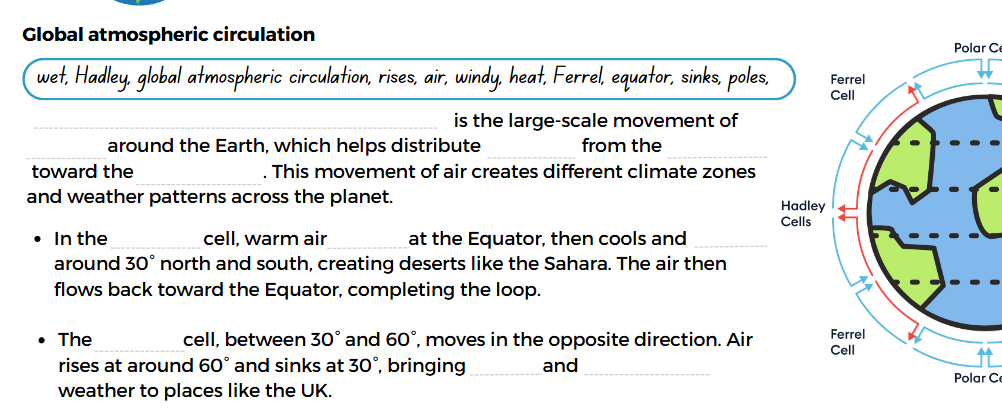 Global atmospheric circulation
wet, Hadley, global atmospheric circulation, rises, air, windy, heat, Ferrel, equator, sinks, poles,
is the large-scale movement of
around the Earth, which helps distribute from the
toward the . This movement of air creates different climate zones
and weather patterns across the planet.
• In the cell, warm air at the Equator, then cools and
around 30° north and south, creating deserts like the Sahara. The air then
flows back toward the Equator, completing the loop.
• The cell, between 30° and 60°, moves in the opposite direction. Air
rises at around 60° and sinks at 30°, bringing and
weather to places like the UK.
Polar Ce
Ferrel
Cell
Hadley
Cells
Ferrel
Cell
Polar Ce